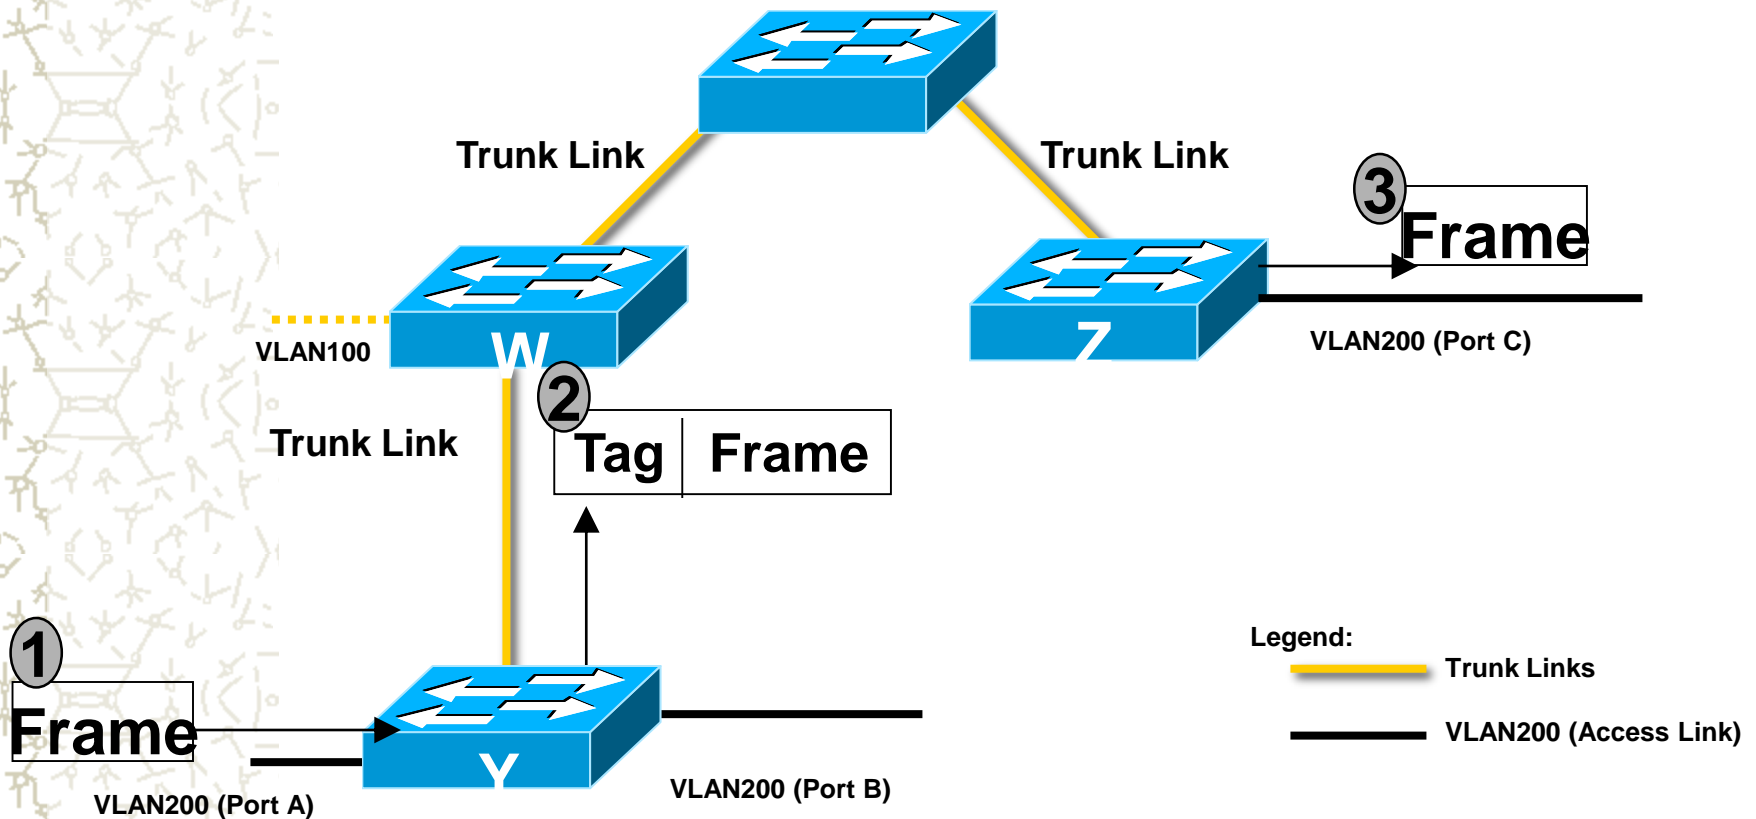 Trunk Link
Trunk Link
3
Frame
W
Z
VLAN100
VLAN200 (Port C)
2
Tag Frame
Trunk Link
1
Frame
Y
VLAN200 (Port A)
VLAN200 (Port B)
Legend:
Trunk Links
VLAN200 (Access Link)